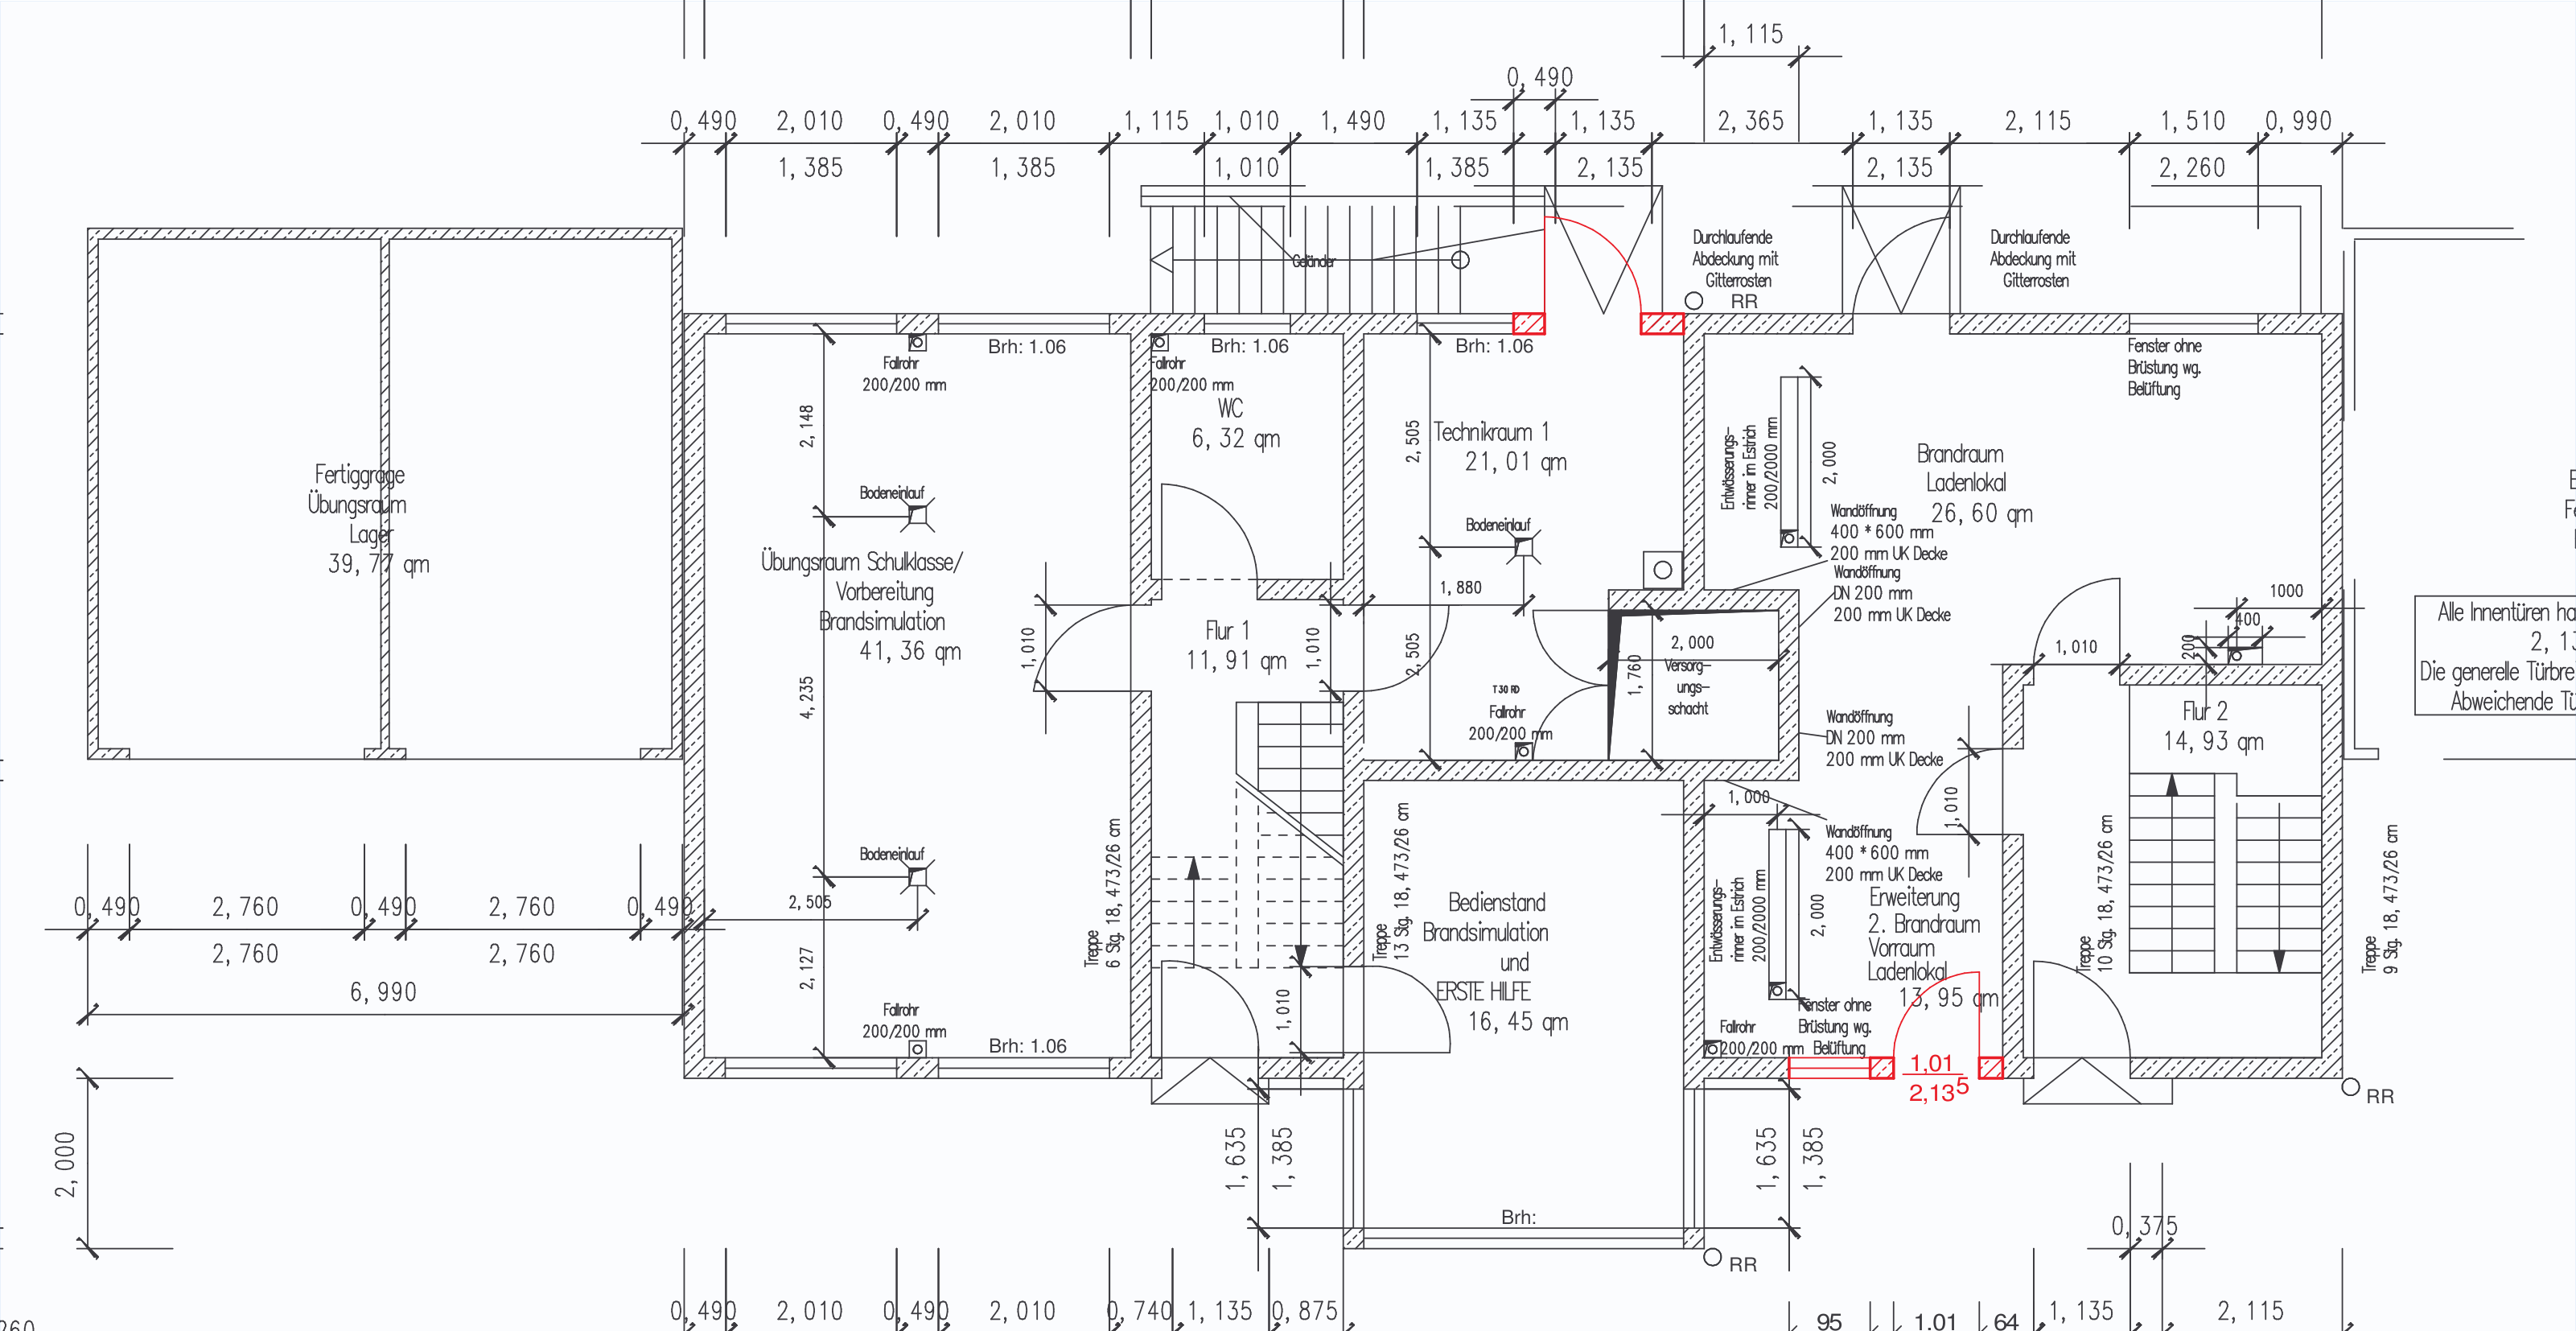 1, 115
0, 490
0, 490 2, 010 0, 490 2, 010 1, 115 1, 010 1, 490 1, 135 1, 135 2, 365 1, 135 2, 115 1, 510 0, 990
1, 385 1, 385 1, 010 1, 385 2, 135 2, 135 2, 260
Geländer
Durchlaufende
Abdeckung mit
Gitterrosten
RR
Durchlaufende
Abdeckung mit
Gitterrosten
Fertiggrage
Übungsraum
Lager
39, 77 qm
Fallrohr
200/200 mm
Brh: 1.06
2, 148
Bodeneinlauf
Übungsraum Schulklasse/
Vorbereitung
Brandsimulation
41, 36 qm
4, 235
Bodeneinlauf
2, 505
2, 127
Fallrohr
200/200 mm
Brh: 1.06
1, 010
Fallrohr
200/200 mm
Brh: 1.06
WC
6, 32 qm
Flur 1
11, 91 qm
1, 010
Treppe
6 Stg. 18, 473/26 cm
1, 010
Brh: 1.06
2, 505
Technikraum 1
21, 01 qm
Bodeneinlauf
1, 880
2, 505
T 30 RD
Fallrohr
200/200 mm
2, 000
1, 760
Versorg-
ungs-
schacht
Treppe
13 Stg. 18, 473/26 cm
Bedienstand
Brandsimulation
und
ERSTE HILFE
16, 45 qm
Brh:
Entwässerungs-
rinner im Estrich
200/2000 mm
2, 000
Brandraum
Ladenlokal
26, 60 qm
Fenster ohne
Brüstung wg.
Belüftung
Wandöffnung
400 * 600 mm
200 mm UK Decke
Wandöffnung
DN 200 mm
200 mm UK Decke
1000
400
200
1, 010
Flur 2
14, 93 qm
Wandöffnung
DN 200 mm
200 mm UK Decke
1, 000
1, 010
Wandöffnung
400 * 600 mm
200 mm UK Decke
Entwässerungs-
rinner im Estrich
200/2000 mm
2, 000
Erweiterung
2. Brandraum
Vorraum
Ladenlokal
13, 95 qm
Fenster ohne
Brüstung wg.
Belüftung
Fallrohr
200/200 mm
1,01
2,13 5
Treppe
10 Stg. 18, 473/26 cm
Treppe
9 Stg. 18, 473/26 cm
RR
RR
Alle Innentüren ha
2, 13
Die generelle Türbre
Abweichende Tü
0, 490 2, 760 0, 490 2, 760 0, 490
2, 760 2, 760
6, 990
2, 000
1, 635
1, 385
1, 635
1, 385
0, 375
0, 490 2, 010 0, 490 2, 010 0, 740 1, 135 0, 875 95 1.01 64 1, 135 2, 115
260